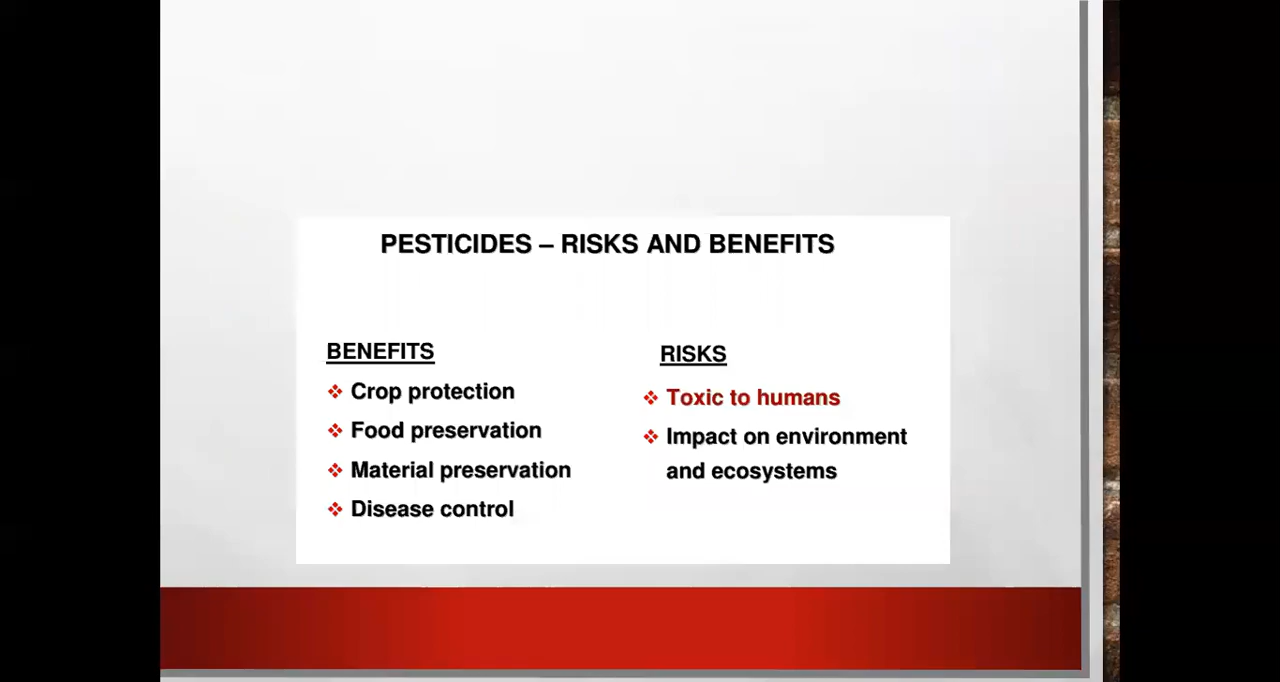 PESTICIDES – RISKS AND BENEFITS
BENEFITS
Crop protection
Food preservation
Material preservation
Disease control
RISKS
Toxic to humans
Impact on environment
and ecosystems